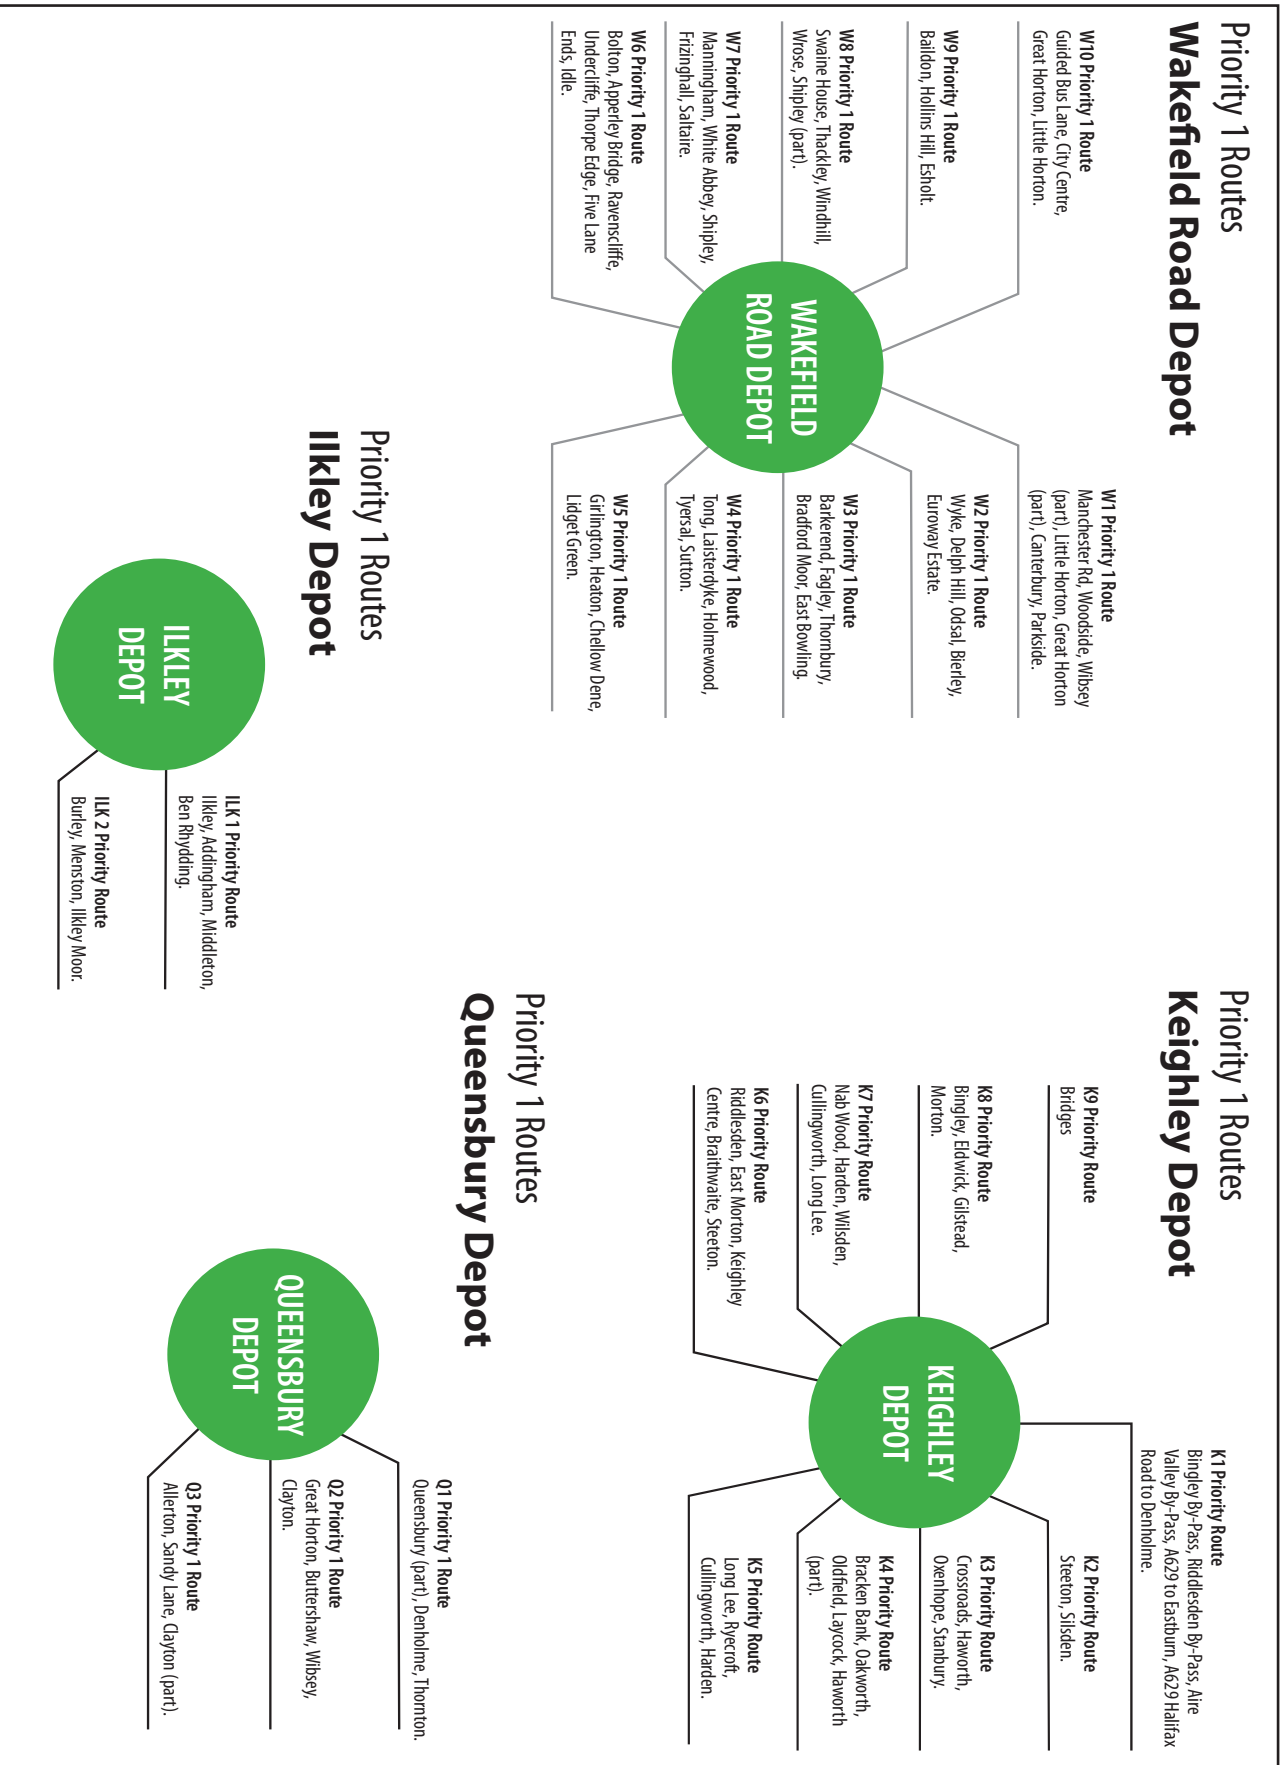 Priority 1 Routes
Wakefield Road Depot
W10 Priority 1 Route
Guided Bus Lane, City Centre,
Great Horton, Little Horton.
W9 Priority 1 Route
Baildon, Hollins Hill, Esholt.
W8 Priority 1 Route
Swaine House, Thackley, Windhill,
Wrose, Shipley (part).
W7 Priority 1 Route
Manningham, White Abbey, Shipley,
Frizinghall, Saltaire.
W6 Priority 1 Route
Bolton, Apperley Bridge, Ravenscliffe,
Undercliffe, Thorpe Edge, Five Lane
Ends, Idle.
WAKEFIELD
ROAD DEPOT
W1 Priority 1 Route
Manchester Rd, Woodside, Wibsey
(part), Little Horton, Great Horton
(part), Canterbury, Parkside.
W2 Priority 1 Route
Wyke, Delph Hill, Odsal, Bierley,
Euroway Estate.
W3 Priority 1 Route
Barkerend, Fagley, Thornbury,
Bradford Moor, East Bowling.
W4 Priority 1 Route
Tong, Laisterdyke, Holmewood,
Tyersal, Sutton.
W5 Priority 1 Route
Girlington, Heaton, Chellow Dene,
Lidget Green.
Priority 1 Routes
Keighley Depot
K9 Priority Route
Bridges
K8 Priority Route
Bingley, Eldwick, Gilstead,
Morton.
K7 Priority Route
Nab Wood, Harden, Wilsden,
Cullingworth, Long Lee.
K6 Priority Route
Riddlesden, East Morton, Keighley
Centre, Braithwaite, Steeton.
KEIGHLEY
DEPOT
K1 Priority Route
Bingley By-Pass, Riddlesden By-Pass, Aire
Valley By-Pass, A629 to Eastburn, A629 Halifax
Road to Denholme.
K2 Priority Route
Steeton, Silsden.
K3 Priority Route
Crossroads, Haworth,
Oxenhope, Stanbury.
K4 Priority Route
Bracken Bank, Oakworth,
Oldfield, Laycock, Haworth
(part).
K5 Priority Route
Long Lee, Ryecroft,
Cullingworth, Harden.
Priority 1 Routes
Ilkley Depot
ILKLEY
DEPOT
ILK 1 Priority Route
Ilkley, Addingham, Middleton,
Ben Rhydding.
ILK 2 Priority Route
Burley, Menston, Ilkley Moor.
Priority 1 Routes
Queensbury Depot
QUEENSBURY
DEPOT
Q1 Priority 1 Route
Queensbury (part), Denholme, Thornton.
Q2 Priority 1 Route
Great Horton, Buttershaw, Wibsey,
Clayton.
Q3 Priority 1 Route
Allerton, Sandy Lane, Clayton (part).